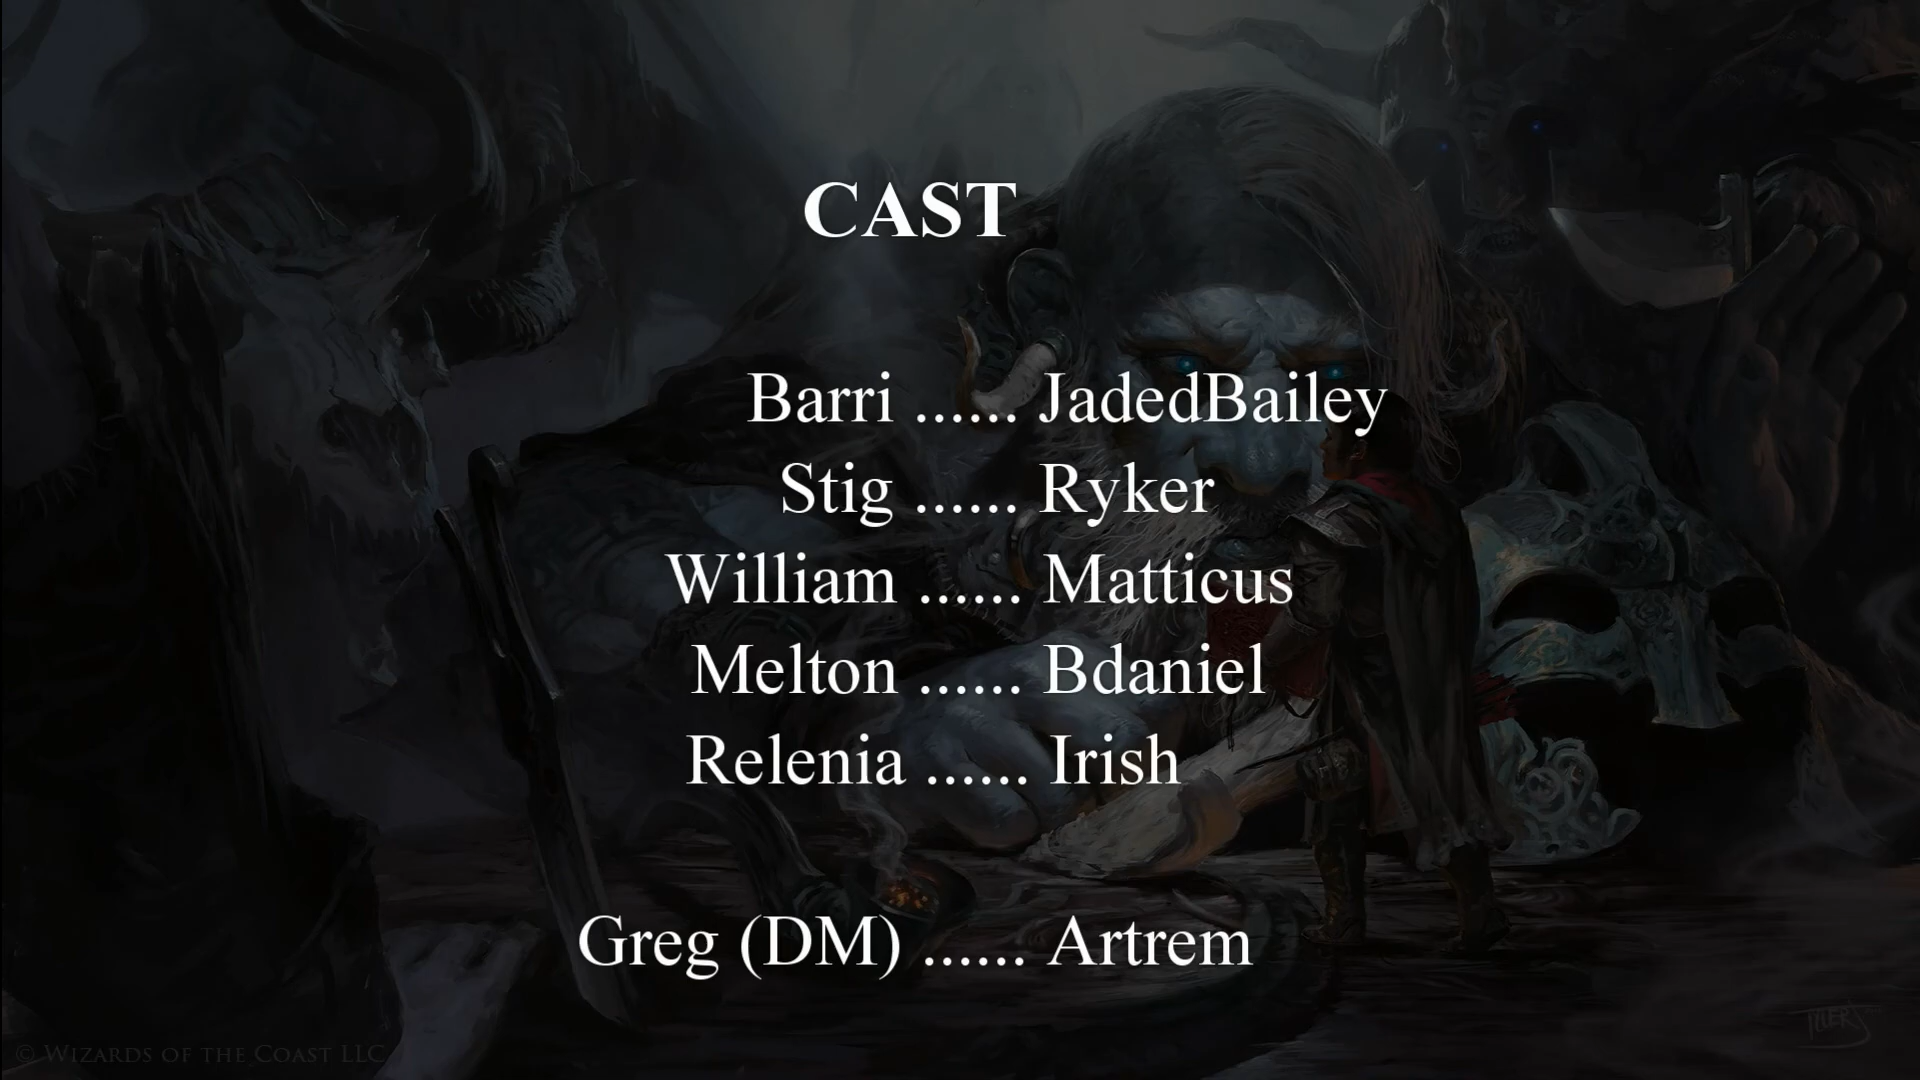 CAST
Barri ...... JadedBailey
Stig ...... Ryker
William ...... Matticus
Melton ...... Bdaniel
Relenia ...... Irish
Greg (DM) ...... Artrem
© WIZARDS OF THE COAST LLC